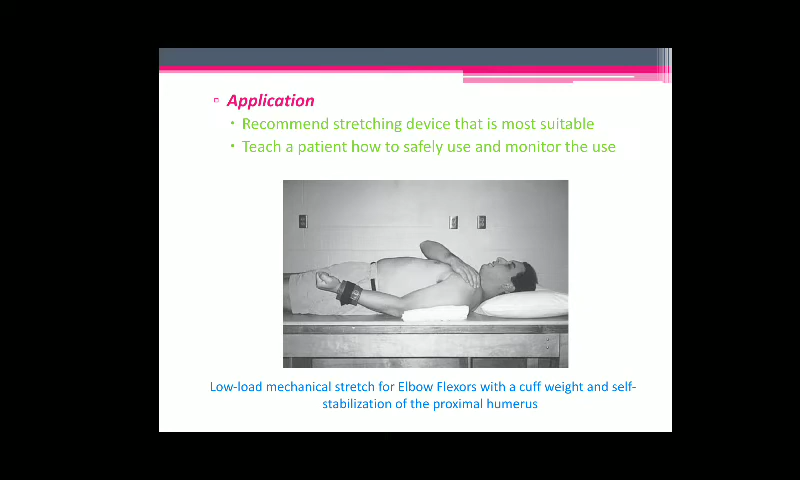 Application
Recommend stretching device that is most suitable
Teach a patient how to safely use and monitor the use
Low-load mechanical stretch for Elbow Flexors with a cuff weight and self-
stabilization of the proximal humerus